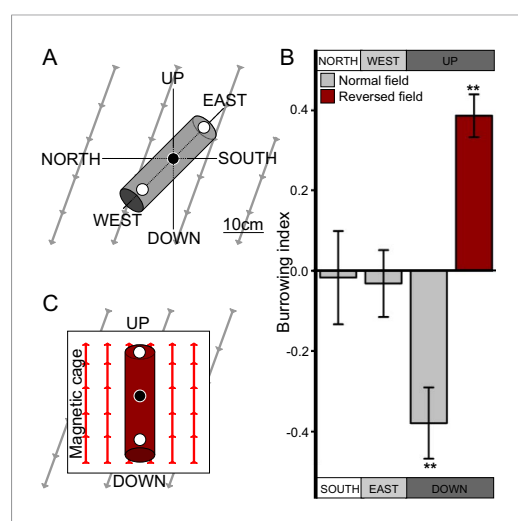 A
UP
EAST
NORTH
SOUTH
WEST
DOWN
10cm
C
UP
Magnetic cage
DOWN
B
NORTH WEST UP
Normal field
Reversed field
**
0.4
0.2
0.0
-0.2
-0.4
Burrowing index
**
SOUTH EAST DOWN